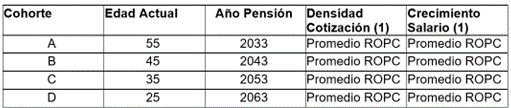 Cohorte Edad Actual Año Pensión Densidad Cotización (1) Crecimiento Salario (1)
A 55 2033 Promedio ROPC Promedio ROPC
B 45 2043 Promedio ROPC Promedio ROPC
C 35 2053 Promedio ROPC Promedio ROPC
D 25 2063 Promedio ROPC Promedio ROPC